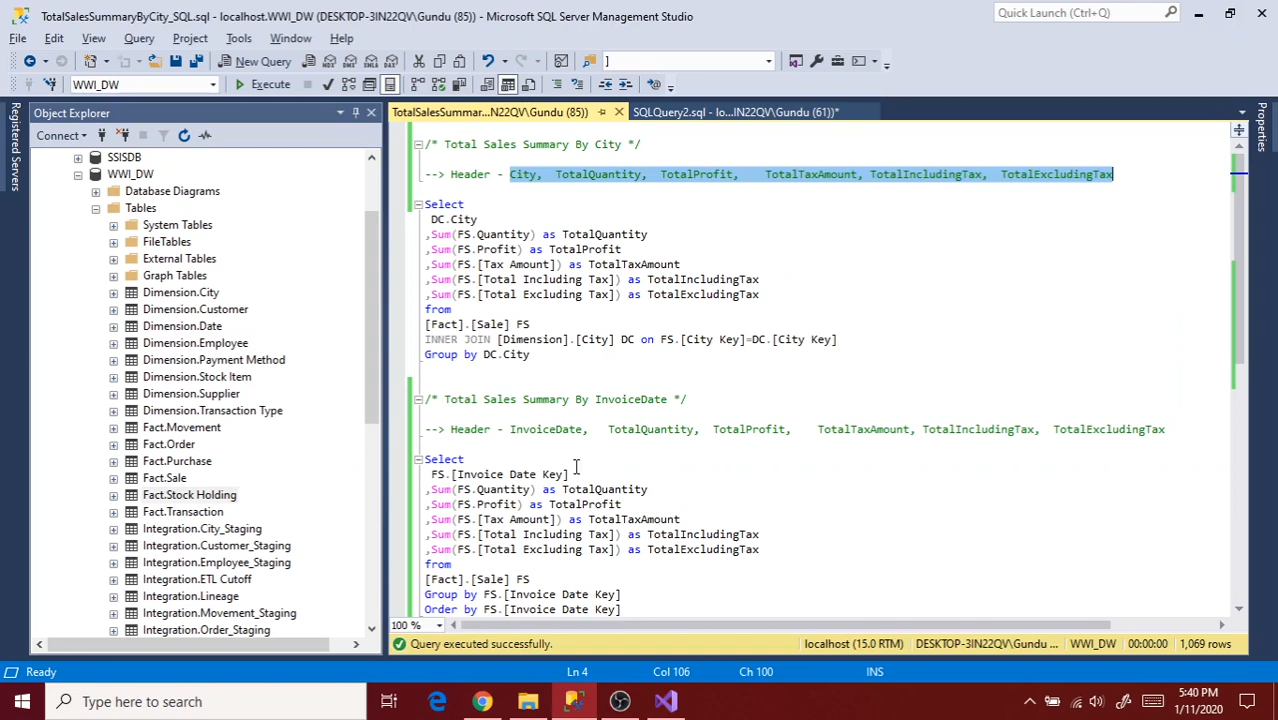 TotalSalesSummaryByCity_SQL.sql - localhost.WWI_DW (DESKTOP-3IN22QV\Gundu (85)) - Microsoft SQL Server Management Studio
Quick Launch (Ctrl+Q)
File Edit View Query Project Tools Window Help
New Query
MDX DMX XMLA DAX
]
WWI_DW
Execute
Registered Servers
Object Explorer
TotalSalesSummar...N22QV\Gundu (85))
SQLQuery2.sql - lo...IN22QV\Gundu (61))*
Properties
Connect
SSISDB
WWI_DW
Database Diagrams
Tables
System Tables
FileTables
External Tables
Graph Tables
Dimension.City
Dimension.Customer
Dimension.Date
Dimension.Employee
Dimension.Payment Method
Dimension.Stock Item
Dimension.Supplier
Dimension.Transaction Type
Fact.Movement
Fact.Order
Fact.Purchase
Fact.Sale
Fact.Stock Holding
Fact.Transaction
Integration.City_Staging
Integration.Customer_Staging
Integration.Employee_Staging
Integration.ETL Cutoff
Integration.Lineage
Integration.Movement_Staging
Integration.Order_Staging
/* Total Sales Summary By City */
--> Header - City, TotalQuantity, TotalProfit, TotalTaxAmount, TotalIncludingTax, TotalExcludingTax
Select
DC.City
,Sum(FS.Quantity) as TotalQuantity
,Sum(FS.Profit) as TotalProfit
,Sum(FS.[Tax Amount]) as TotalTaxAmount
,Sum(FS.[Total Including Tax]) as TotalIncludingTax
,Sum(FS.[Total Excluding Tax]) as TotalExcludingTax
from
[Fact].[Sale] FS
INNER JOIN [Dimension].[City] DC on FS.[City Key]=DC.[City Key]
Group by DC.City
/* Total Sales Summary By InvoiceDate */
--> Header - InvoiceDate, TotalQuantity, TotalProfit, TotalTaxAmount, TotalIncludingTax, TotalExcludingTax
Select
FS.[Invoice Date Key]
,Sum(FS.Quantity) as TotalQuantity
,Sum(FS.Profit) as TotalProfit
,Sum(FS.[Tax Amount]) as TotalTaxAmount
,Sum(FS.[Total Including Tax]) as TotalIncludingTax
,Sum(FS.[Total Excluding Tax]) as TotalExcludingTax
from
[Fact].[Sale] FS
Group by FS.[Invoice Date Key]
Order by FS.[Invoice Date Key]
100 %
Query executed successfully.
localhost (15.0 RTM) DESKTOP-3IN22QV\Gundu ... WWI_DW 00:00:00 1,069 rows
Ready Ln 4 Col 106 Ch 100 INS
Type here to search
5:40 PM
1/11/2020